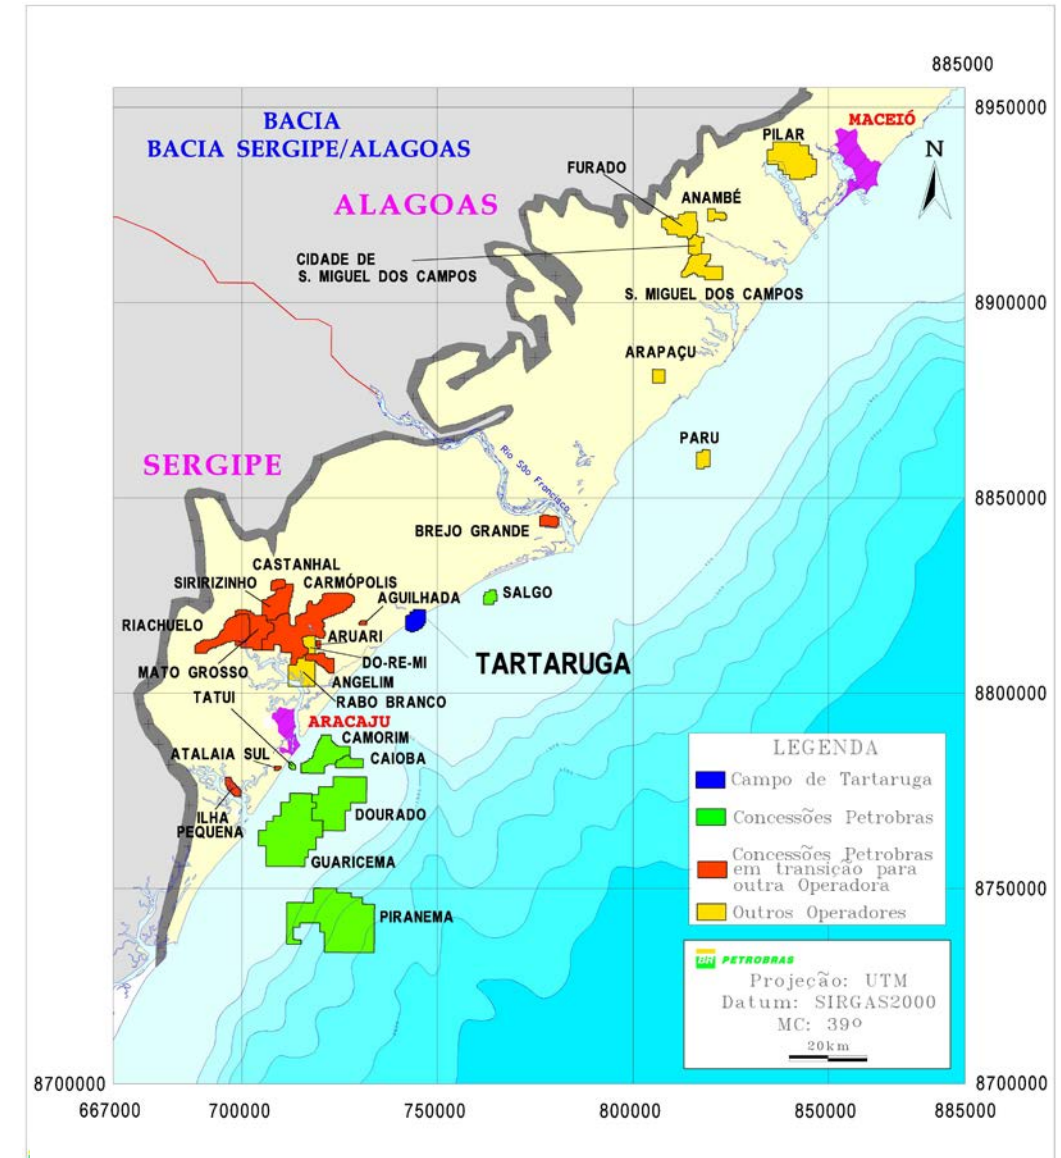 885000
8950000
BACIA
BACIA SERGIPE/ALAGOAS
MACEIÓ
PILAR
N
FURADO
ANAMBÉ
ALAGOAS
CIDADE DE
S. MIGUEL DOS CAMPOS
S. MIGUEL DOS CAMPOS
8900000
ARAPAÇU
PARU
SERGIPE
Rio São Francisco
8850000
BREJO GRANDE
CASTANHAL
SIRIRIZINHO
CARMÓPOLIS
AGUILHADA
SALGO
RIACHUELO
ARUARI
DO-RE-MI
TARTARUGA
MATO GROSSO
ANGELIM
TATUI
RABO BRANCO
8800000
ARACAJU
CAMORIM
ATALAIA SUL
CAIOBA
ILHA
PEQUENA
DOURADO
GUARICEMA
PIRANEMA
LEGENDA
Campo de Tartaruga
Concessões Petrobras
Concessões Petrobras
em transição para
outra Operadora
Outros Operadores
8750000
BR PETROBRAS
Projeção: UTM
Datum: SIRGAS2000
MC: 39º
20km
8700000
8700000
667000
700000
750000
800000
850000
885000